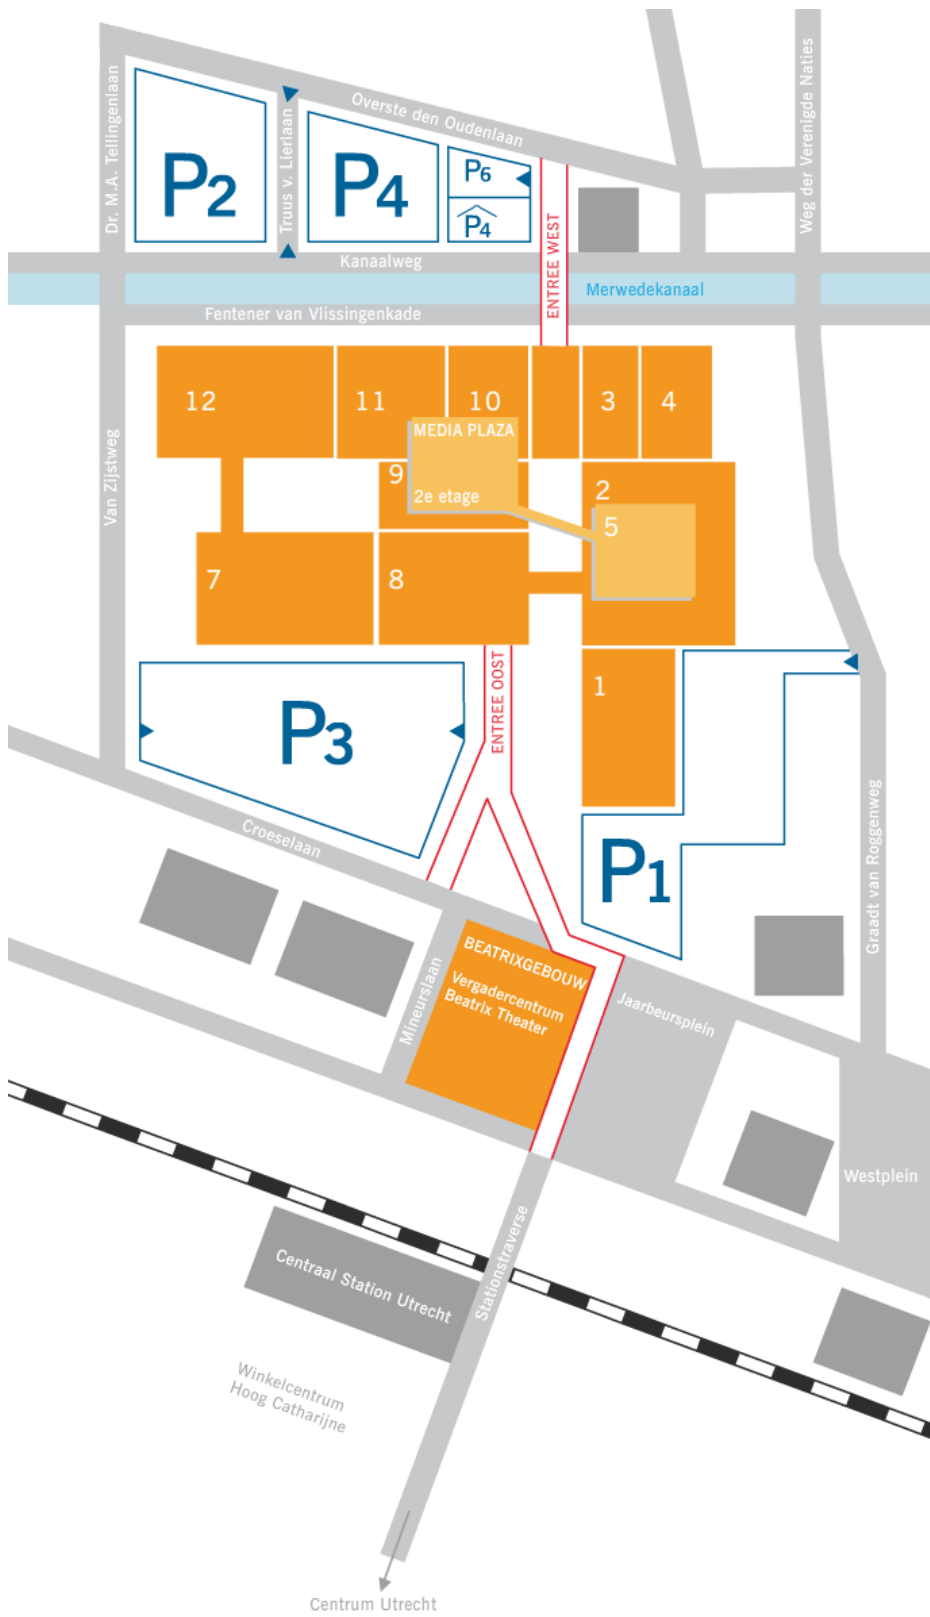 Dr. M.A. Tellingenlaan
Truus v. Lierlaan
Overste den Oudenlaan
Weg der Verenigde Naties
P2
P4
P6
P4
ENTREE WEST
Kanaalweg
Merwedekanaal
Fentener van Vlissingenkade
12
11
10
3
4
MEDIA PLAZA
9
2e etage
2
5
Van Zijstweg
7
8
1
ENTREE OOST
P3
Croeselaan
P1
Graadt van Roggenweg
Mineurslaan
BEATRIXGEBOUW
Vergadercentrum
Beatrix Theater
Jaarbeursplein
Westplein
Stationstraverse
Centraal Station Utrecht
Winkelcentrum
Hoog Catharijne
Centrum Utrecht